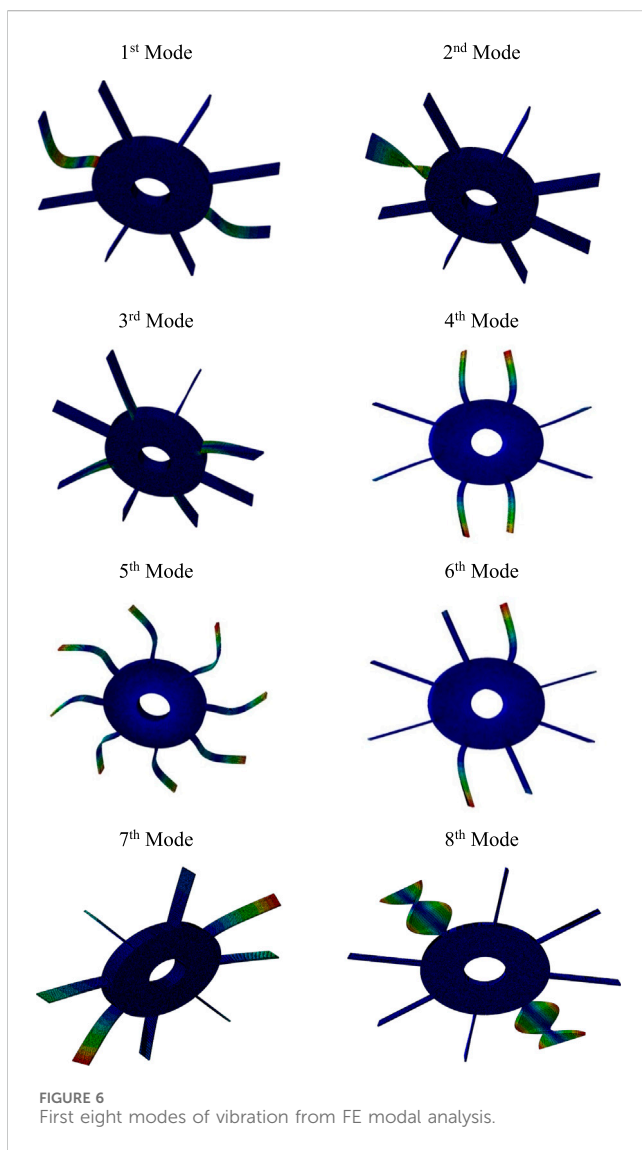 1st Mode
2nd Mode
3rd Mode
4th Mode
5th Mode
6th Mode
7th Mode
8th Mode
FIGURE 6
First eight modes of vibration from FE modal analysis.